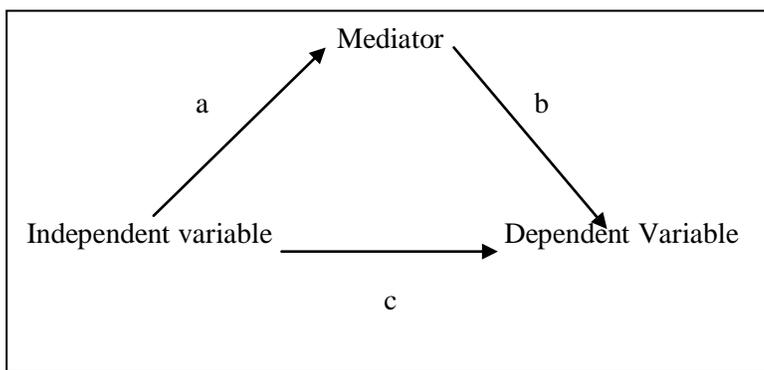 Mediator
a
b
Independent variable
Dependent Variable
c